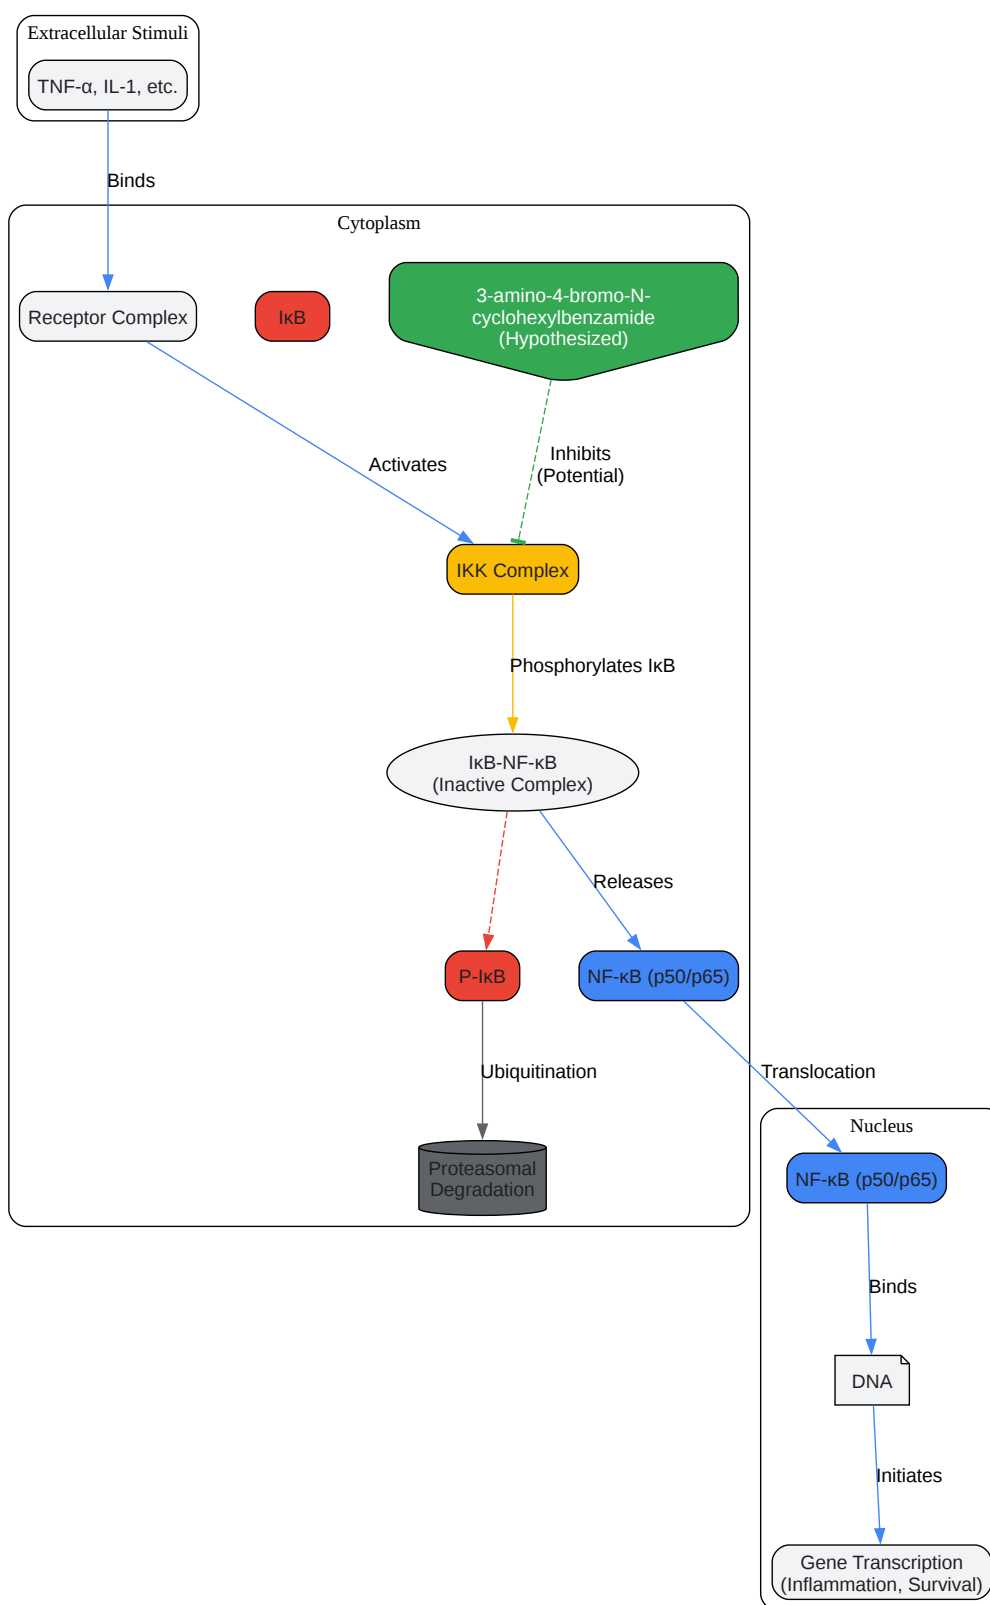 Extracellular Stimuli
TNF-α, IL-1, etc.
Binds
Cytoplasm
Receptor Complex
IκB
3-amino-4-bromo-N-
cyclohexylbenzamide
(Hypothesized)
Activates
Inhibits
(Potential)
IKK Complex
Phosphorylates IκB
IκB-NF-κB
(Inactive Complex)
Releases
P-IκB
NF-κB (p50/p65)
Ubiquitination
Translocation
Proteasomal
Degradation
Nucleus
NF-κB (p50/p65)
Binds
DNA
Initiates
Gene Transcription
(Inflammation, Survival)